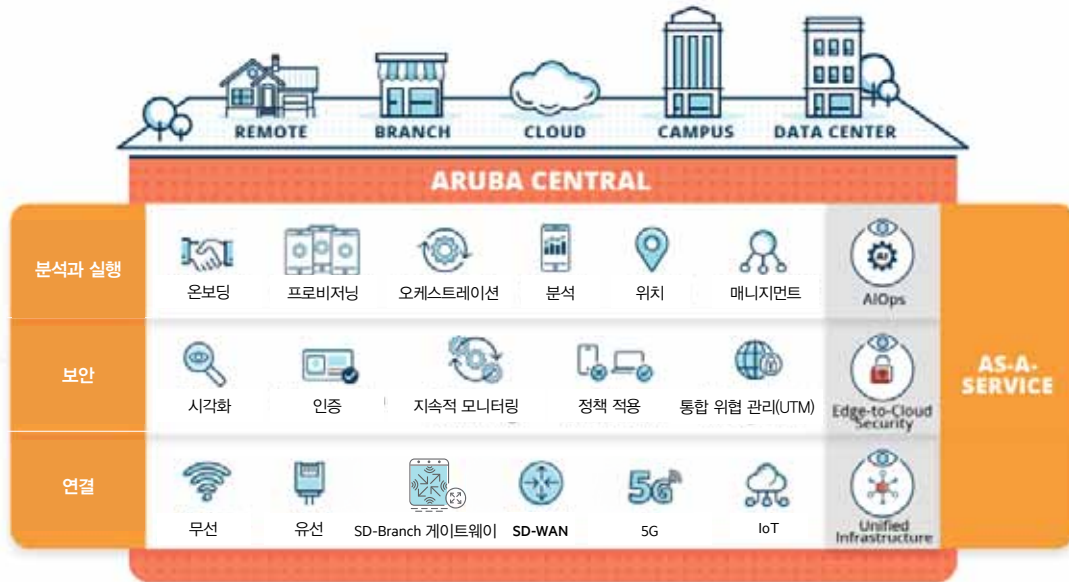 REMOTE
BRANCH
CLOUD
CAMPUS
DATA CENTER
ARUBA CENTRAL
분석과 실행
온보딩
프로비저닝
오케스트레이션
분석
위치
매니지먼트
AI
AIOps
보안
시각화
인증
지속적 모니터링
정책 적용
통합 위협 관리(UTM)
Edge-to-Cloud
Security
연결
무선
유선
SD-Branch 게이트웨이
SD-WAN
5G
5G
IoT
Unified
Infrastructure
AS-A-
SERVICE